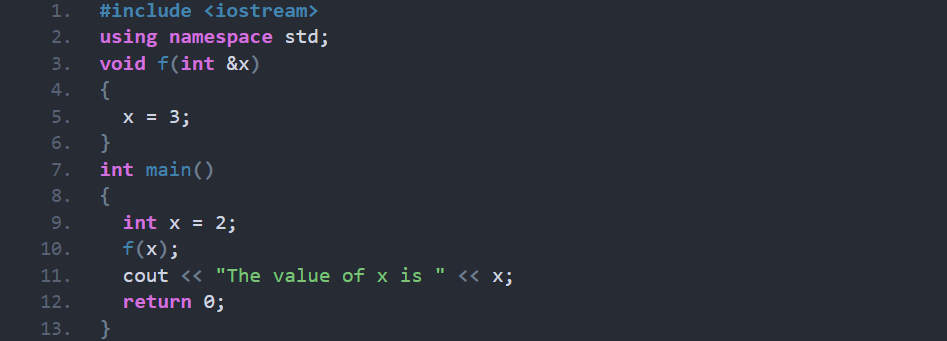 1. #include <iostream>
2. using namespace std;
3. void f(int &x)
4. {
5.   x = 3;
6. }
7. int main()
8. {
9.   int x = 2;
10.   f(x);
11.   cout << "The value of x is " << x;
12.   return 0;
13. }